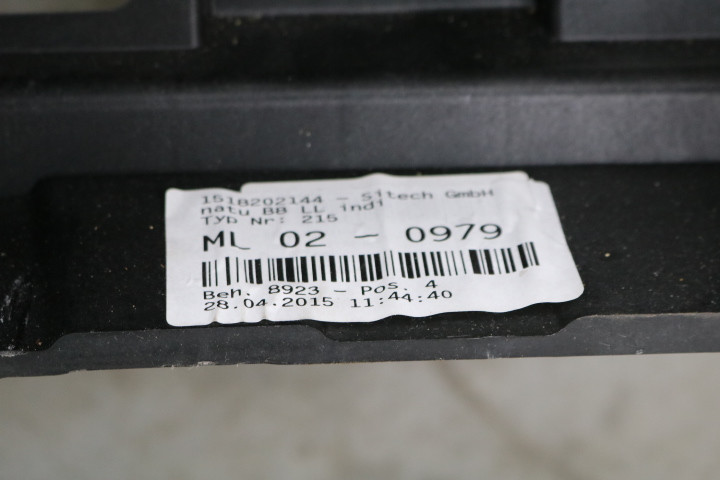 1518202144 - Sitech GmbH
natu BB LL indi
Typ Nr: 215
ML 02 - 0979
Beh. 8923 - Pos. 4
28.04.2015 11:44:40